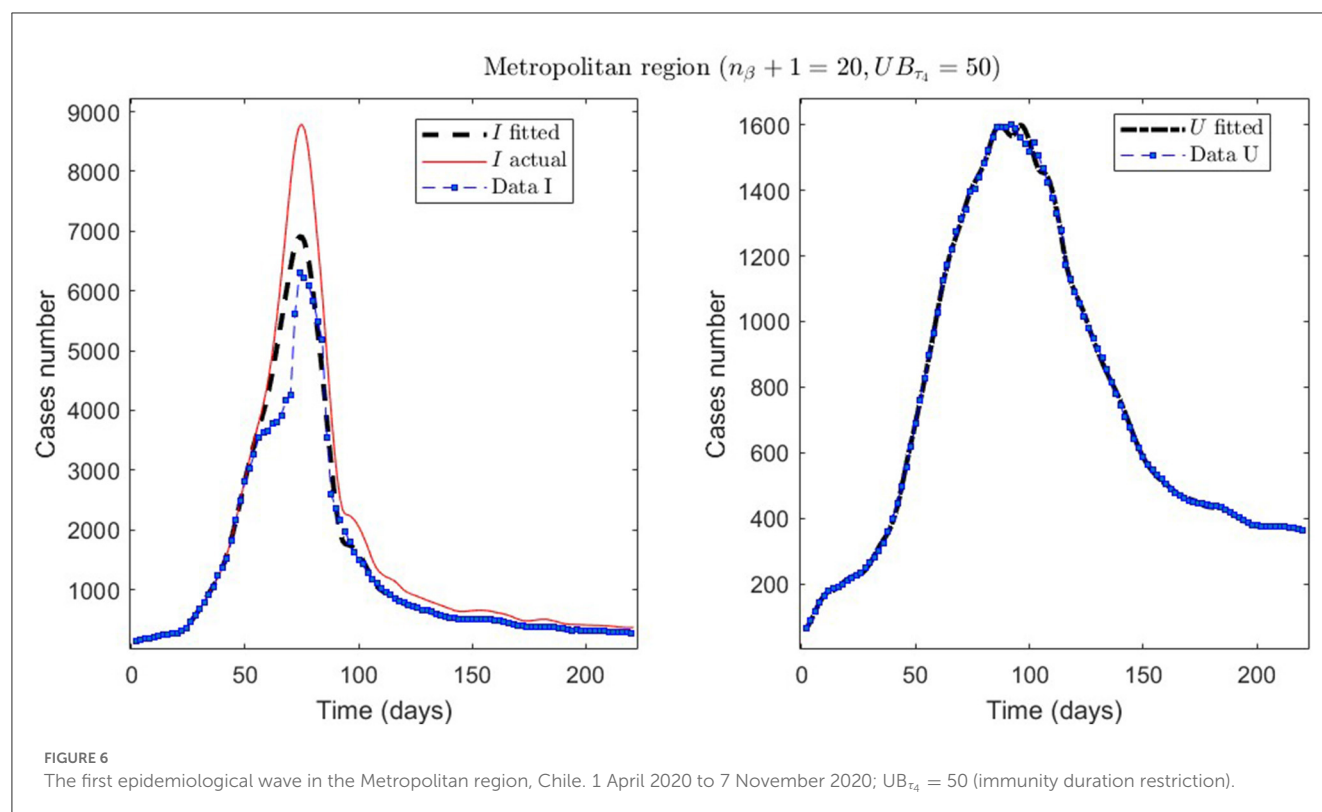 Metropolitan region (n_β + 1 = 20, UB_τ₄ = 50)
9000
8000
7000
6000
5000
4000
3000
2000
1000
Cases number
I fitted
I actual
Data I
0 50 100 150 200
Time (days)
1600
1400
1200
1000
800
600
400
200
Cases number
U fitted
Data U
0 50 100 150 200
Time (days)
FIGURE 6
The first epidemiological wave in the Metropolitan region, Chile. 1 April 2020 to 7 November 2020; UB_τ₄ = 50 (immunity duration restriction).